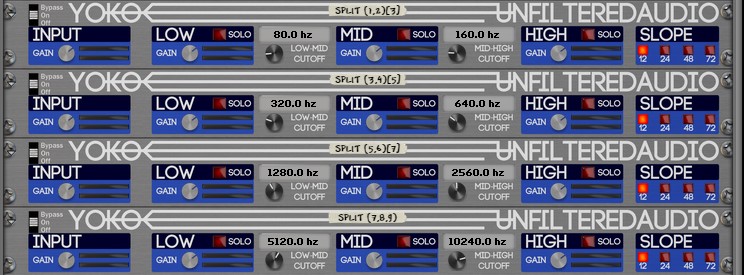 Bypass
On
Off
YOKO
SPLIT (1,2)[3]
UNFILTEREDAUDIO
INPUT LOW SOLO 80.0 hz MID SOLO 160.0 hz HIGH SOLO SLOPE
GAIN GAIN LOW-MID CUTOFF GAIN MID-HIGH CUTOFF GAIN 12 24 48 72
Bypass
On
Off
YOKO
SPLIT (3,4)[5]
UNFILTEREDAUDIO
INPUT LOW SOLO 320.0 hz MID SOLO 640.0 hz HIGH SOLO SLOPE
GAIN GAIN LOW-MID CUTOFF GAIN MID-HIGH CUTOFF GAIN 12 24 48 72
Bypass
On
Off
YOKO
SPLIT (5,6)[7]
UNFILTEREDAUDIO
INPUT LOW SOLO 1280.0 hz MID SOLO 2560.0 hz HIGH SOLO SLOPE
GAIN GAIN LOW-MID CUTOFF GAIN MID-HIGH CUTOFF GAIN 12 24 48 72
Bypass
On
Off
YOKO
SPLIT (7,8,9)
UNFILTEREDAUDIO
INPUT LOW SOLO 5120.0 hz MID SOLO 10240.0 hz HIGH SOLO SLOPE
GAIN GAIN LOW-MID CUTOFF GAIN MID-HIGH CUTOFF GAIN 12 24 48 72